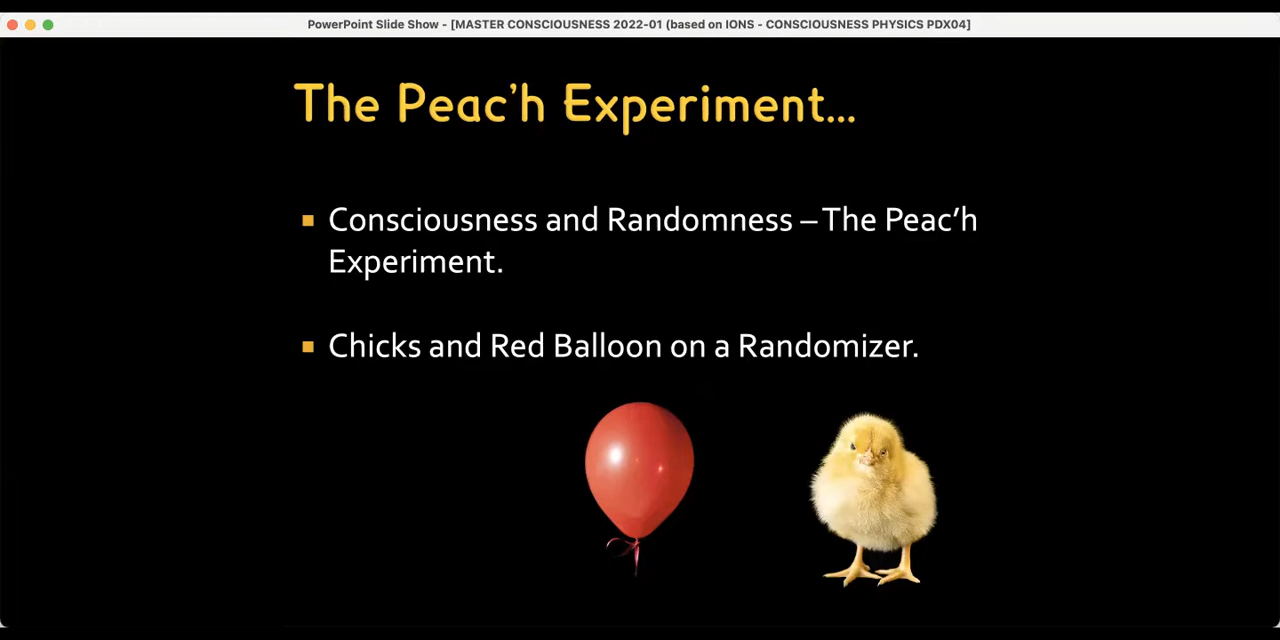 PowerPoint Slide Show - [MASTER CONSCIOUSNESS 2022-01 (based on IONS - CONSCIOUSNESS PHYSICS PDX04]
The Peac’h Experiment...
Consciousness and Randomness – The Peac’h
Experiment.
Chicks and Red Balloon on a Randomizer.